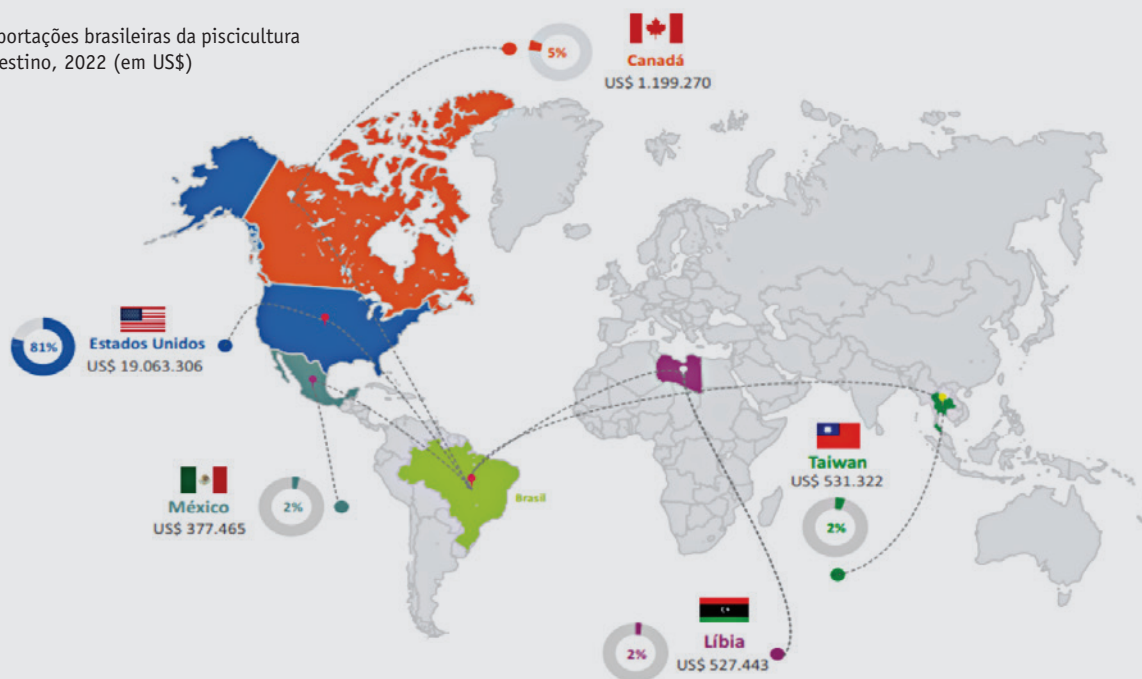 portações brasileiras da piscicultura
estino, 2022 (em US$)
5%
Canadá
US$ 1.199.270
81%
Estados Unidos
US$ 19.063.306
México
US$ 377.465
2%
Brasil
Taiwan
US$ 531.322
2%
2%
Líbia
US$ 527.443